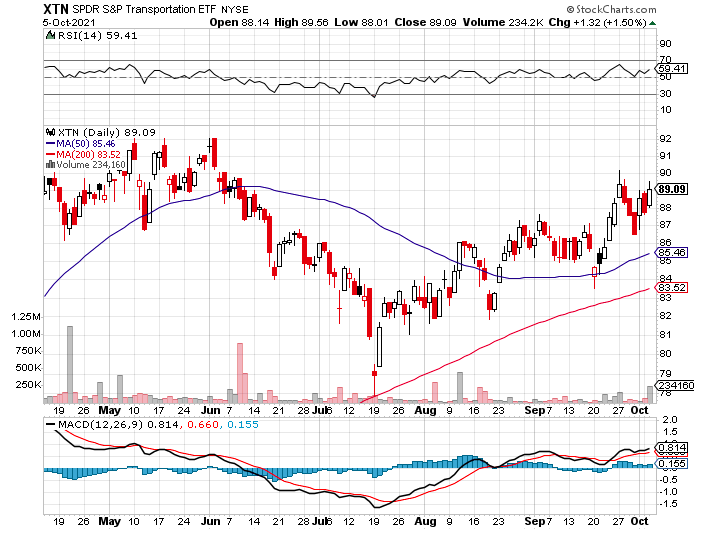 XTN SPDR S&P Transportation ETF NYSE © StockCharts.com
5-Oct-2021 Open 88.14 High 89.56 Low 88.01 Close 89.09 Volume 234.2K Chg +1.32 (+1.50%)
RSI(14) 59.41
90
70
59.41
50
30
10
XTN (Daily) 89.09
MA(50) 85.46
MA(200) 83.52
Volume 234,160
92
91
90
89.09
88
87
86
85.46
85
84
83.52
83
82
81
80
79
78
234160
1.25M
1.00M
750K
500K
250K
19 26 May 10 17 24 Jun 7 14 21 28 Jul 6 12 19 26 Aug 9 16 23 Sep 7 13 20 27 Oct
MACD(12,26,9) 0.814, 0.660, 0.155
2.0
1.5
0.814
0.155
-0.5
-1.0
-1.5
19 26 May 10 17 24 Jun 7 14 21 28 Jul 6 12 19 26 Aug 9 16 23 Sep 7 13 20 27 Oct